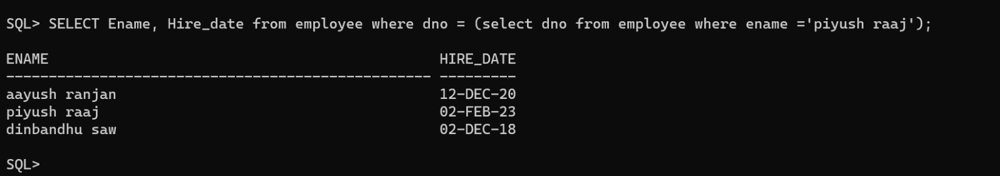 SQL> SELECT Ename, Hire_date from employee where dno = (select dno from employee where ename ='piyush raaj');
ENAME                                              HIRE_DATE
-------------------------------------------------- ---------
aayush ranjan                                      12-DEC-20
piyush raaj                                        02-FEB-23
dinbandhu saw                                      02-DEC-18
SQL>